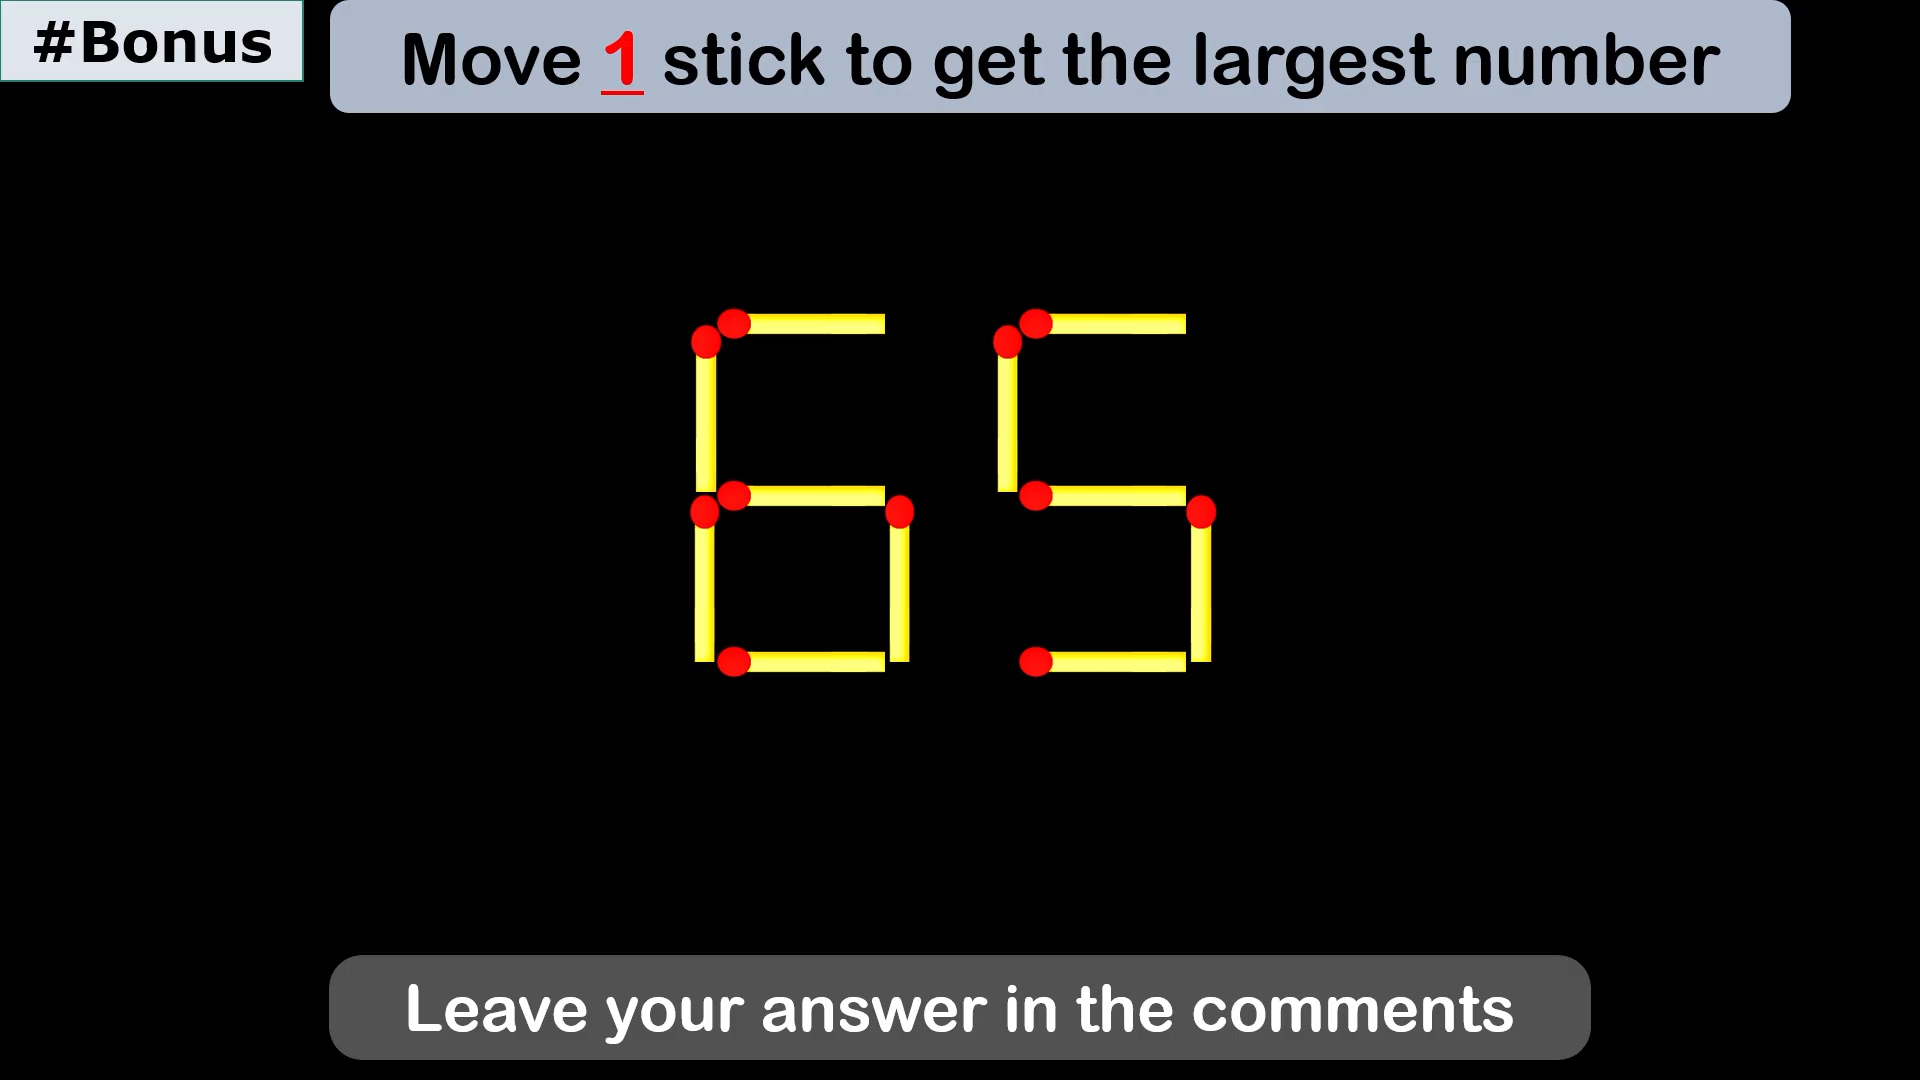 #Bonus
Move 1 stick to get the largest number
65
Leave your answer in the comments